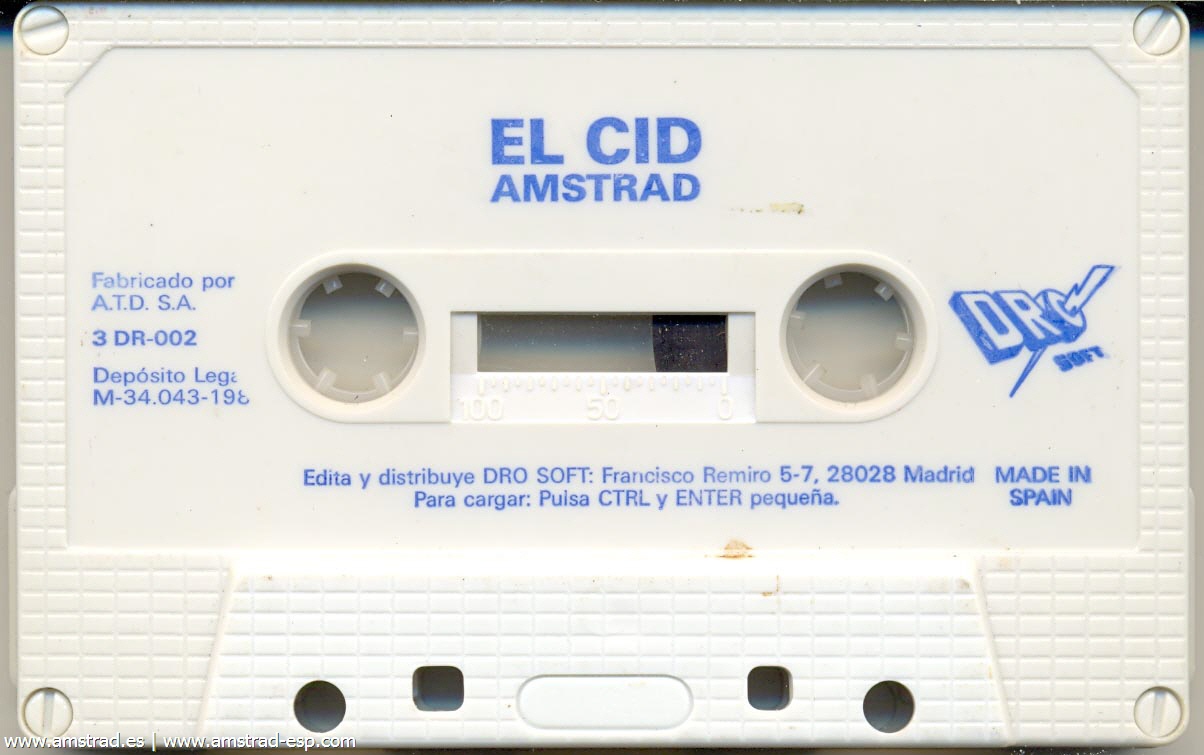 EL CID
AMSTRAD
Fabricado por
A.T.D. S.A.
3 DR-002
Depósito Lega
M-34.043-198
DRO
SOFT
100 50 0
Edita y distribuye DRO SOFT: Francisco Remiro 5-7, 28028 Madrid
Para cargar: Pulsa CTRL y ENTER pequeña.
MADE IN
SPAIN
www.amstrad.es | www.amstrad-esp.com